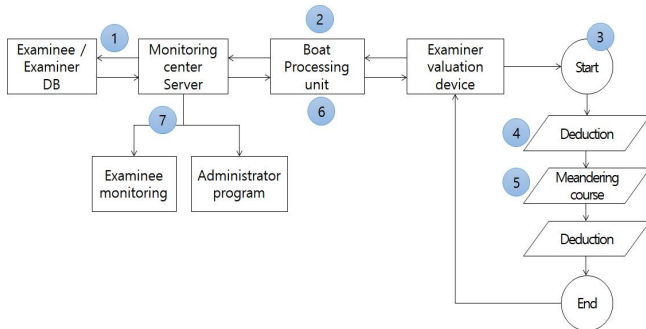 1
2
3
Examinee /
Examiner
DB
Monitoring
center
Server
Boat
Processing
unit
Examiner
valuation
device
Start
7
6
4
Deduction
Examinee
monitoring
Administrator
program
5
Meandering
course
Deduction
End